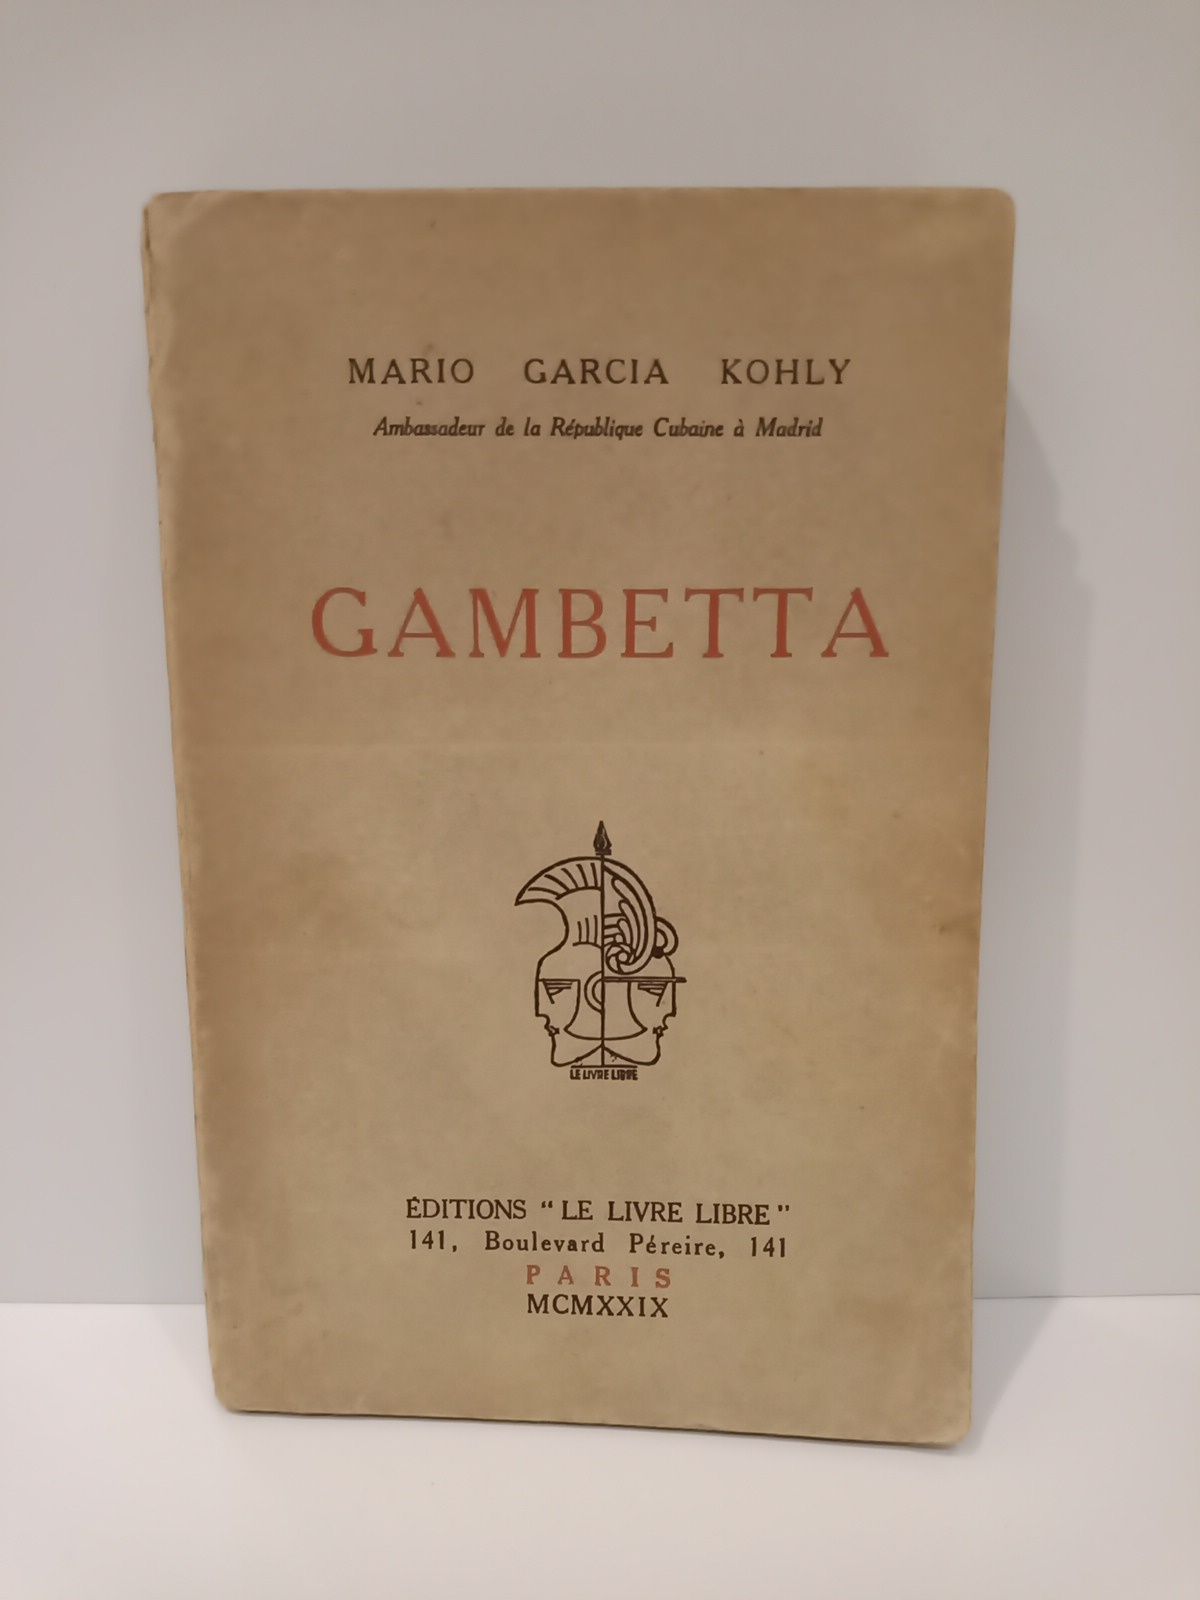 MARIO GARCIA KOHLY
Ambassadeur de la République Cubaine à Madrid
GAMBETTA
LE LIVRE LIBRE
ÉDITIONS "LE LIVRE LIBRE"
141, Boulevard Péreire, 141
PARIS
MCMXXIX